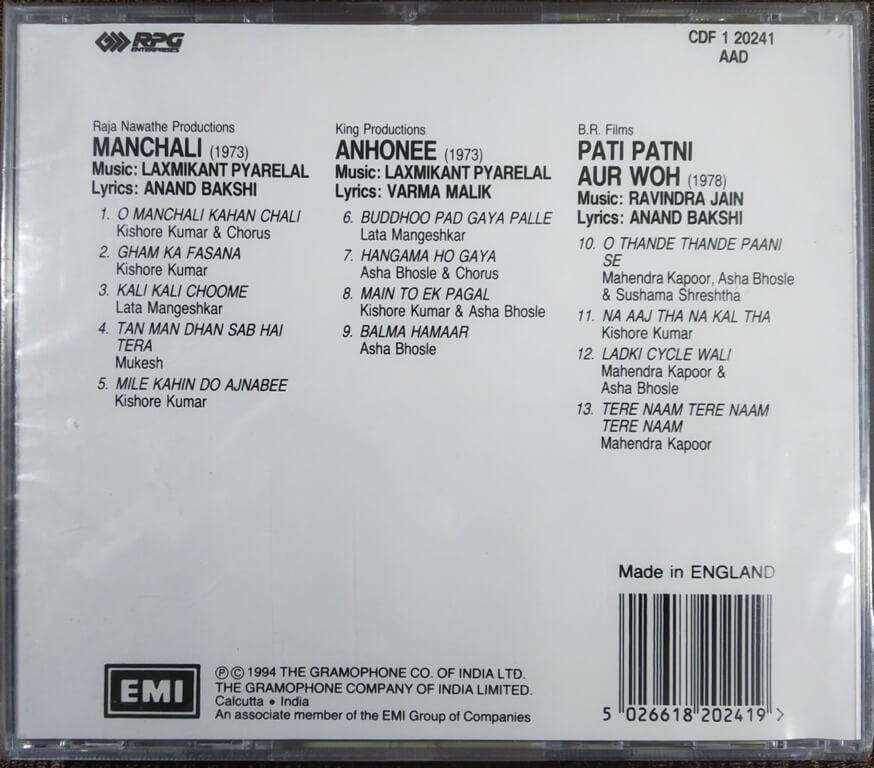 RPG
ENTERPRISES
CDF 1 20241
AAD
Raja Nawathe Productions
MANCHALI (1973)
Music: LAXMIKANT PYARELAL
Lyrics: ANAND BAKSHI
1. O MANCHALI KAHAN CHALI
Kishore Kumar & Chorus
2. GHAM KA FASANA
Kishore Kumar
3. KALI KALI CHOOME
Lata Mangeshkar
4. TAN MAN DHAN SAB HAI
TERA
Mukesh
5. MILE KAHIN DO AJNABEE
Kishore Kumar
King Productions
ANHONEE (1973)
Music: LAXMIKANT PYARELAL
Lyrics: VARMA MALIK
6. BUDDHOO PAD GAYA PALLE
Lata Mangeshkar
7. HANGAMA HO GAYA
Asha Bhosle & Chorus
8. MAIN TO EK PAGAL
Kishore Kumar & Asha Bhosle
9. BALMA HAMAAR
Asha Bhosle
B.R. Films
PATI PATNI
AUR WOH (1978)
Music: RAVINDRA JAIN
Lyrics: ANAND BAKSHI
10. O THANDE THANDE PAANI
SE
Mahendra Kapoor, Asha Bhosle
& Sushama Shreshtha
11. NA AAJ THA NA KAL THA
Kishore Kumar
12. LADKI CYCLE WALI
Mahendra Kapoor &
Asha Bhosle
13. TERE NAAM TERE NAAM
TERE NAAM
Mahendra Kapoor
Made in ENGLAND
5 026618 202419 >
EMI
℗ © 1994 THE GRAMOPHONE CO. OF INDIA LTD.
THE GRAMOPHONE COMPANY OF INDIA LIMITED.
Calcutta • India
An associate member of the EMI Group of Companies